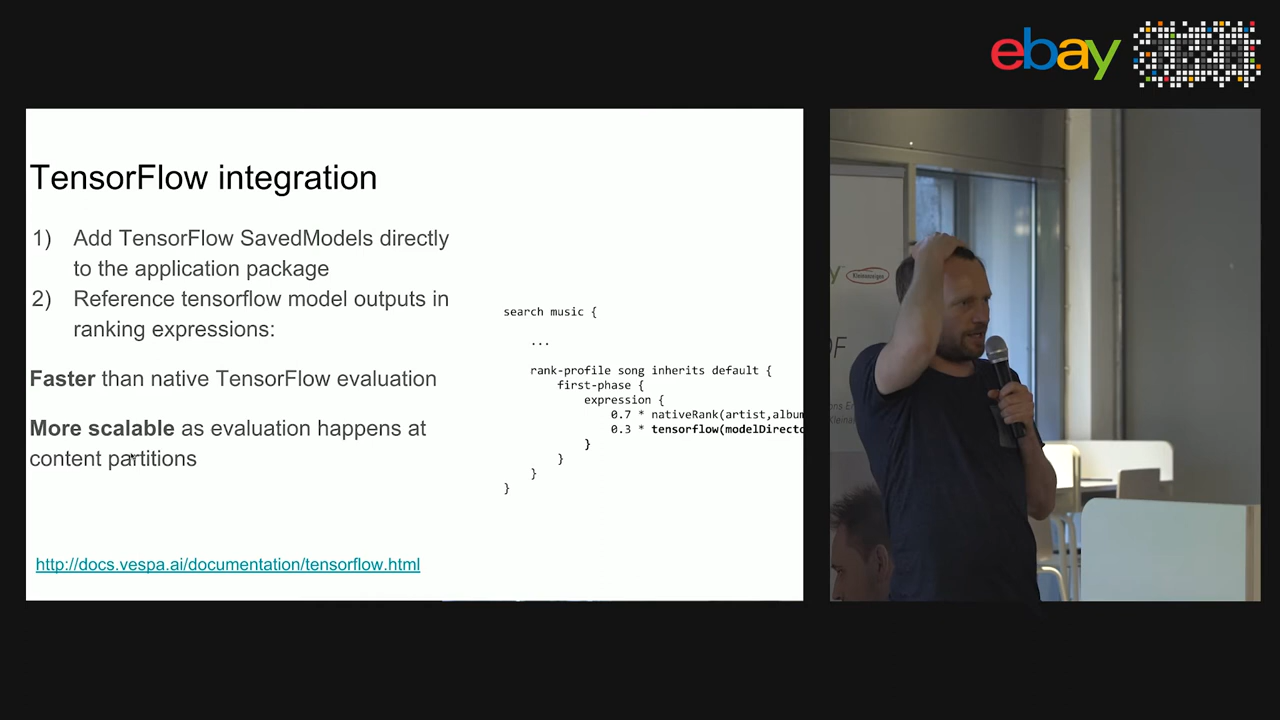 ebay
TensorFlow integration
1) Add TensorFlow SavedModels directly
to the application package
2) Reference tensorflow model outputs in
ranking expressions:
Faster than native TensorFlow evaluation
More scalable as evaluation happens at
content partitions
http://docs.vespa.ai/documentation/tensorflow.html
search music {
...
rank-profile song inherits default {
first-phase {
expression {
0.7 * nativeRank(artist,album
0.3 * tensorflow(modelDirecto
}
}
}
}
Kleinanzeigen